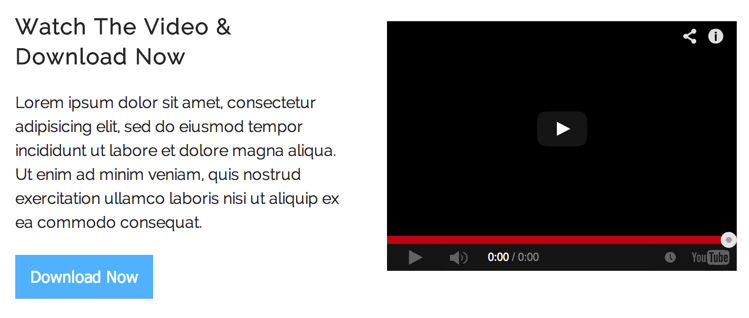 Watch The Video &
Download Now
Lorem ipsum dolor sit amet, consectetur
adipisicing elit, sed do eiusmod tempor
incididunt ut labore et dolore magna aliqua.
Ut enim ad minim veniam, quis nostrud
exercitation ullamco laboris nisi ut aliquip ex
ea commodo consequat.
Download Now
0:00 / 0:00
YouTube